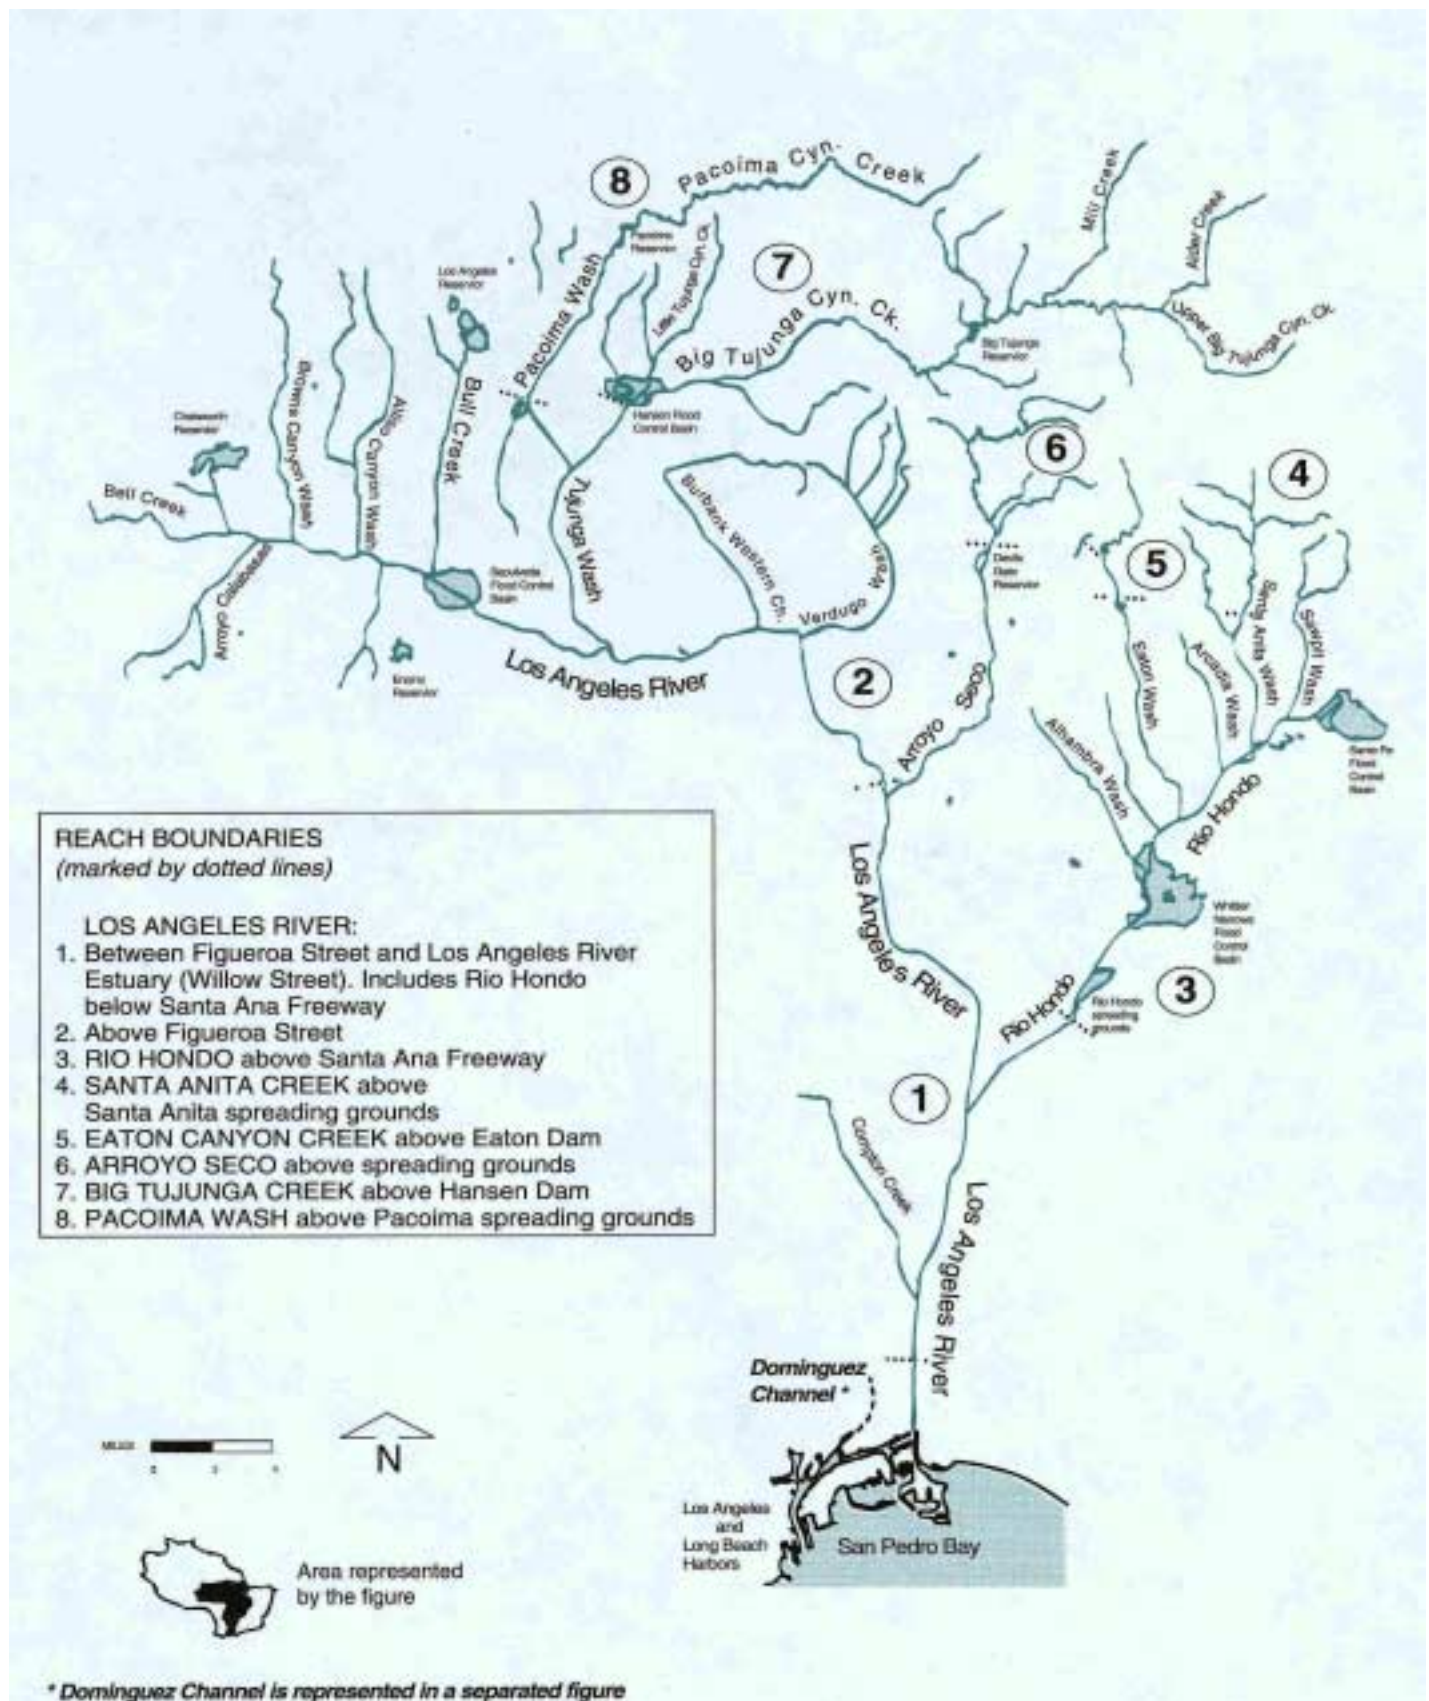 8
Pacoima Cyn. Creek
Mill Creek
Alder Creek
Pacoima
Reservoir
Little Tujunga Cyn. Ck.
7
Pacoima Wash
Los Angeles
Reservoir
Big Tujunga Cyn. Ck.
Upper Big Tujunga Cyn. Ck.
Big Tujunga
Reservoir
Browns Canyon Wash
Aliso Canyon Wash
Bull Creek
Hansen Flood
Control Basin
Chatsworth
Reservoir
6
4
Bell Creek
Tujunga Wash
Burbank Western Ch.
Verdugo Wash
Devils
Gate
Reservoir
5
Arroyo Calabasas
Sepulveda
Flood Control
Basin
Santa Anita Wash
Sawpit Wash
Eaton Wash
Arcadia Wash
Encino
Reservoir
Los Angeles River
2
Arroyo Seco
Alhambra Wash
Santa Fe
Flood
Control
Basin
Rio Hondo
REACH BOUNDARIES
(marked by dotted lines)
LOS ANGELES RIVER:
1. Between Figueroa Street and Los Angeles River
Estuary (Willow Street). Includes Rio Hondo
below Santa Ana Freeway
2. Above Figueroa Street
3. RIO HONDO above Santa Ana Freeway
4. SANTA ANITA CREEK above
Santa Anita spreading grounds
5. EATON CANYON CREEK above Eaton Dam
6. ARROYO SECO above spreading grounds
7. BIG TUJUNGA CREEK above Hansen Dam
8. PACOIMA WASH above Pacoima spreading grounds
Los Angeles River
Whittier
Narrows
Flood
Control
Basin
Rio Hondo
3
Rio Hondo
spreading
grounds
1
Compton Creek
Los Angeles River
Dominguez
Channel *
MILES
N
Los Angeles
and
Long Beach
Harbors
San Pedro Bay
Area represented
by the figure
* Dominguez Channel is represented in a separated figure